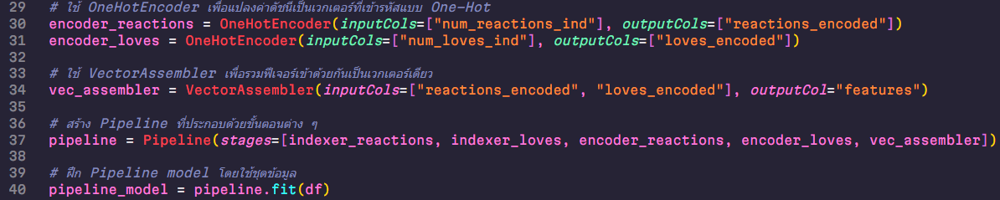 29 # ใช้ OneHotEncoder เพื่อแปลงค่าดัชนีเป็นเวกเตอร์ที่เข้ารหัสแบบ One-Hot
30 encoder_reactions = OneHotEncoder(inputCols=["num_reactions_ind"], outputCols=["reactions_encoded"])
31 encoder_loves = OneHotEncoder(inputCols=["num_loves_ind"], outputCols=["loves_encoded"])
32
33 # ใช้ VectorAssembler เพื่อรวมฟีเจอร์เข้าด้วยกันเป็นเวกเตอร์เดียว
34 vec_assembler = VectorAssembler(inputCols=["reactions_encoded", "loves_encoded"], outputCol="features")
35
36 # สร้าง Pipeline ที่ประกอบด้วยขั้นตอนต่าง ๆ
37 pipeline = Pipeline(stages=[indexer_reactions, indexer_loves, encoder_reactions, encoder_loves, vec_assembler])
38
39 # ฝึก Pipeline model โดยใช้ชุดข้อมูล
40 pipeline_model = pipeline.fit(df)